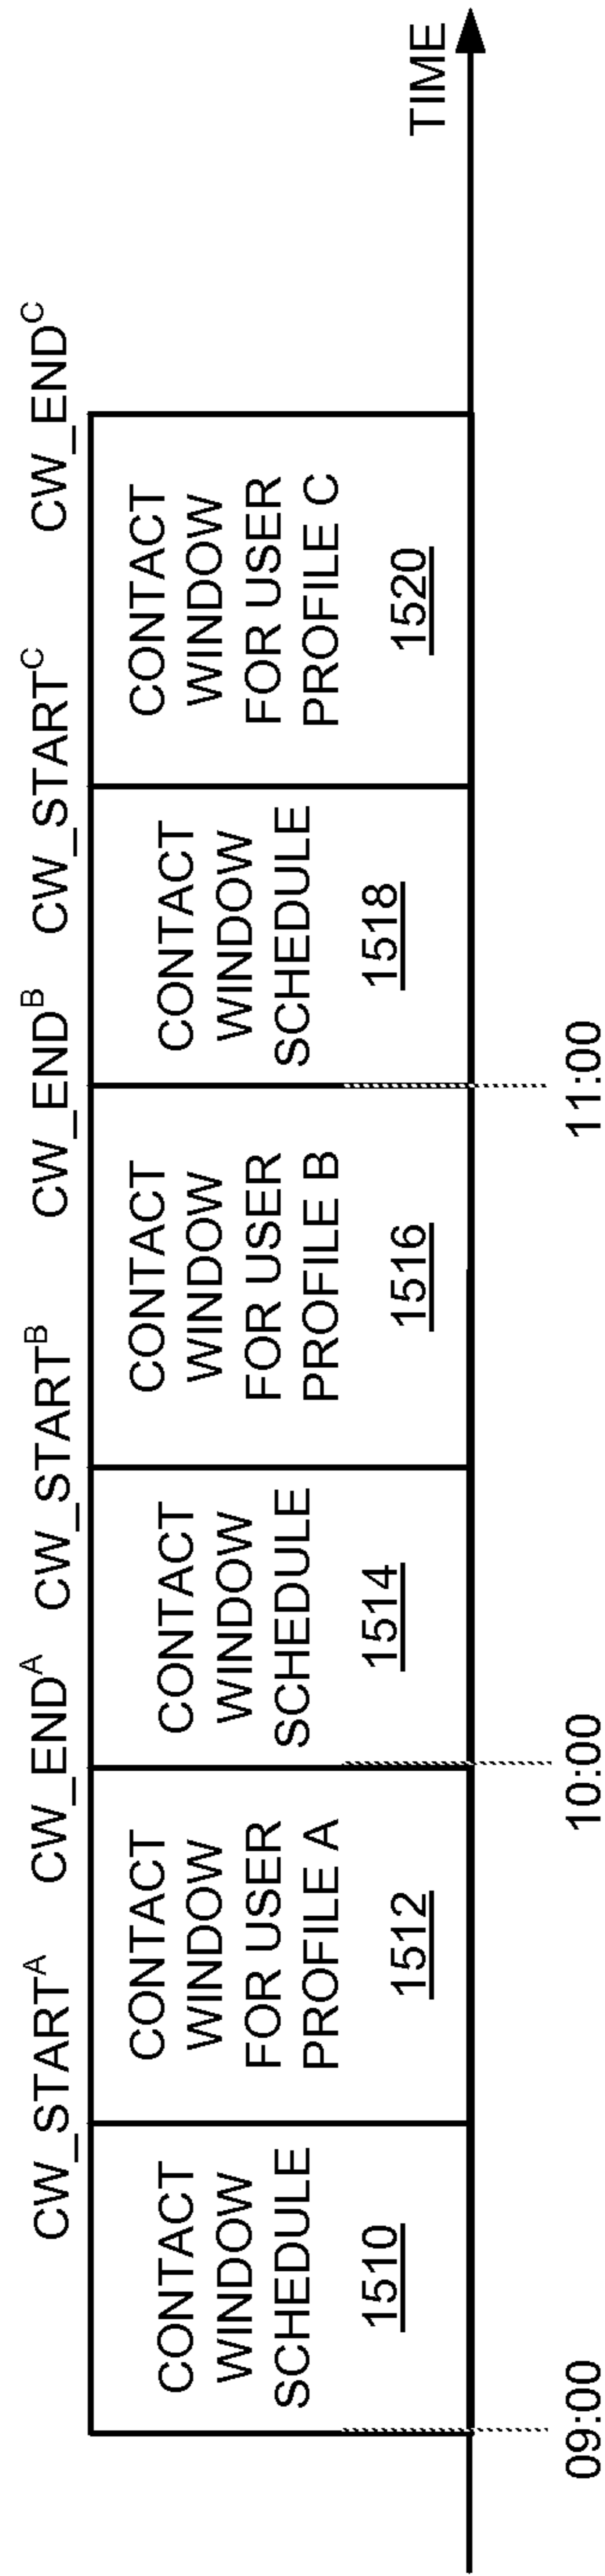 CW_START^A
CW_END^A
CW_START^B
CW_END^B
CW_START^C
CW_END^C
CONTACT
WINDOW
SCHEDULE
1510
CONTACT
WINDOW
FOR USER
PROFILE A
1512
CONTACT
WINDOW
SCHEDULE
1514
CONTACT
WINDOW
FOR USER
PROFILE B
1516
CONTACT
WINDOW
SCHEDULE
1518
CONTACT
WINDOW
FOR USER
PROFILE C
1520
TIME
09:00
10:00
11:00